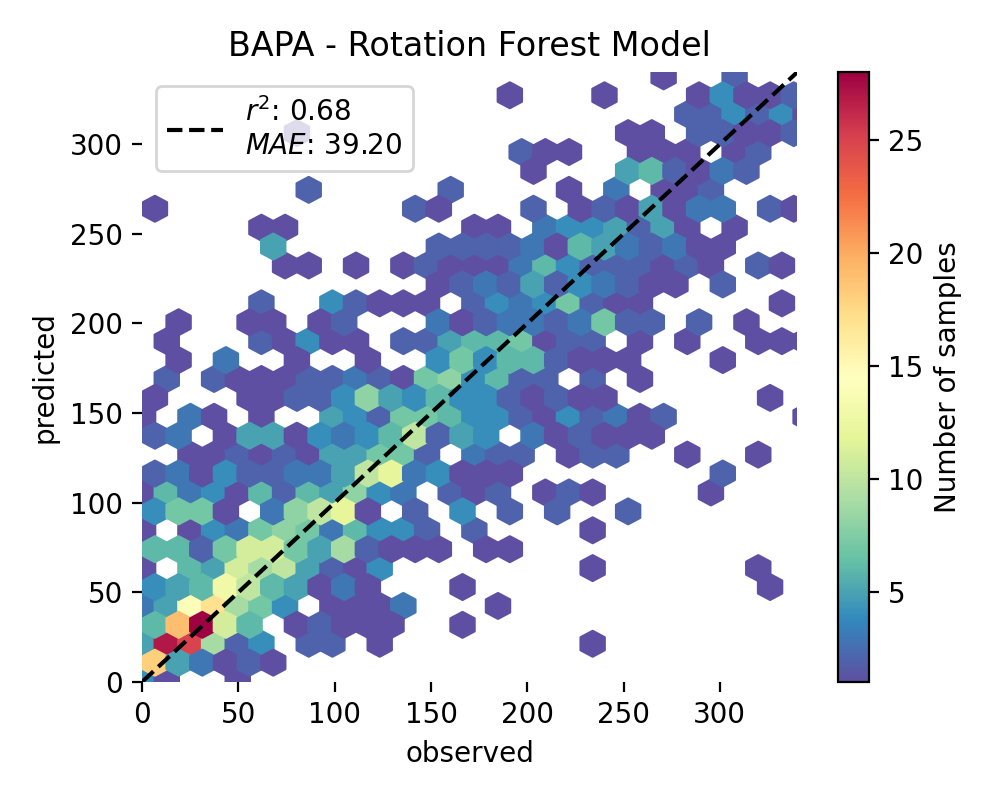 BAPA - Rotation Forest Model
r²: 0.68
MAE: 39.20
predicted
300
250
200
150
100
50
0
0 50 100 150 200 250 300
observed
25
20
15
10
5
Number of samples